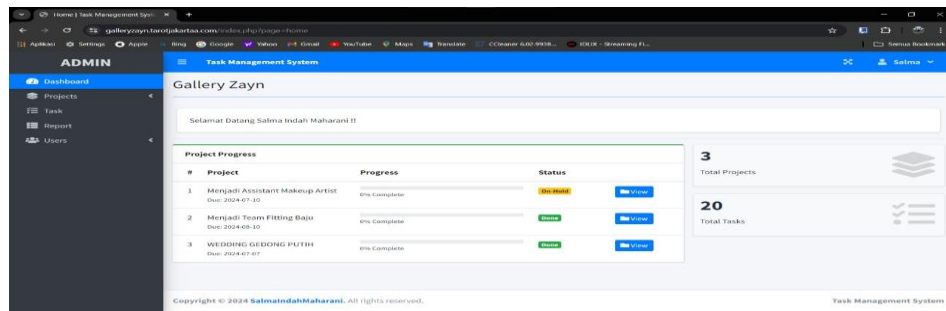 Home | Task Management Syst
galleryzayn.tarotjakartaa.com/index.php?page=home
Aplikasi Settings Apple Bing Google Yahoo Gmail YouTube Maps Translate CCleaner 6.02.9938... IDLIX - Streaming Fi... Semua Bookmark
ADMIN
Task Management System
Salma
Dashboard
Projects
Task
Report
Users
Gallery Zayn
Selamat Datang Salma Indah Maharani !!
Project Progress
# Project Progress Status
1 Menjadi Assistant Makeup Artist 0% Complete On-Hold View
Due: 2024-07-10
2 Menjadi Team Fitting Baju 0% Complete Done View
Due: 2024-08-10
3 WEDDING GEDONG PUTIH 0% Complete Done View
Due: 2024-07-07
3
Total Projects
20
Total Tasks
Copyright © 2024 SalmaIndahMaharani. All rights reserved.
Task Management System